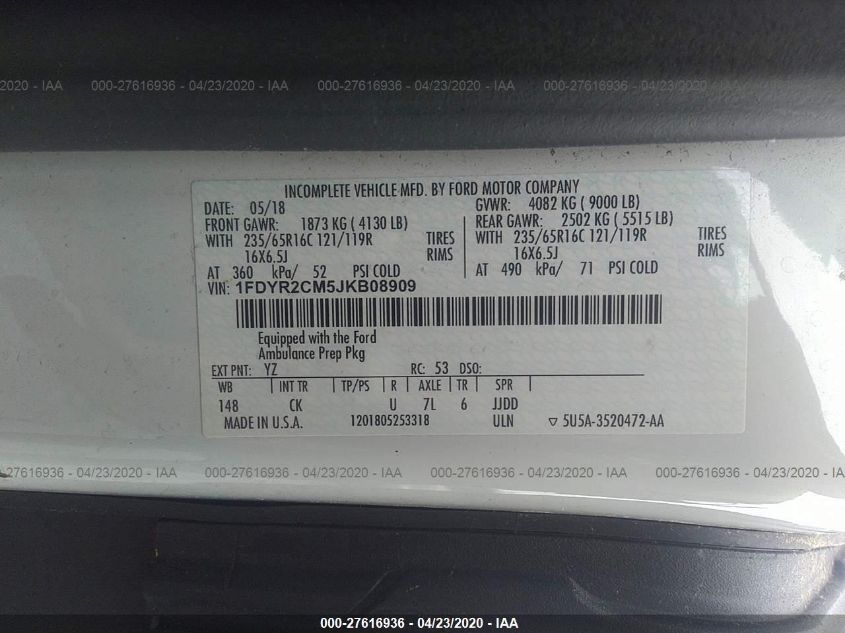 - IAA 000-27616936 - 04/23/2020 - IAA 000-27616936 - 04/23/2020 - IAA 000-27616936 - 04/23/2020 - IAA
INCOMPLETE VEHICLE MFD. BY FORD MOTOR COMPANY
DATE: 05/18 GVWR: 4082 KG ( 9000 LB)
FRONT GAWR: 1873 KG ( 4130 LB) REAR GAWR: 2502 KG ( 5515 LB)
WITH 235/65R16C 121/119R TIRES WITH 235/65R16C 121/119R TIRES
16X6.5J RIMS 16X6.5J RIMS
AT 360 kPa/ 52 PSI COLD AT 490 kPa/ 71 PSI COLD
VIN: 1FDYR2CM5JKB08909
Equipped with the Ford
Ambulance Prep Pkg
EXT PNT: YZ RC: 53 DSO:
WB INT TR TP/PS R AXLE TR SPR
148 CK U 7L 6 JJDD
MADE IN U.S.A. 1201805253318 ULN ▽ 5U5A-3520472-AA
-27616936 - 04/23/2020 - IAA 000-27616936 - 04/23/2020 - IAA 000-27616936 - 04/23/2020 - IAA 000-27616936 - 04/23/2020
000-27616936 - 04/23/2020 - IAA